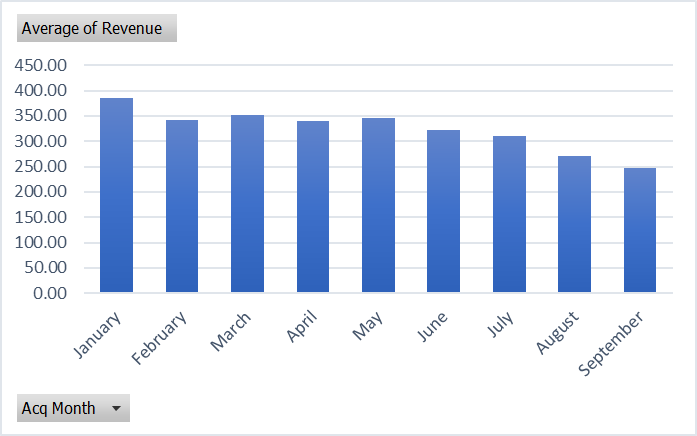 Average of Revenue
450.00
400.00
350.00
300.00
250.00
200.00
150.00
100.00
50.00
0.00
January
February
March
April
May
June
July
August
September
Acq Month